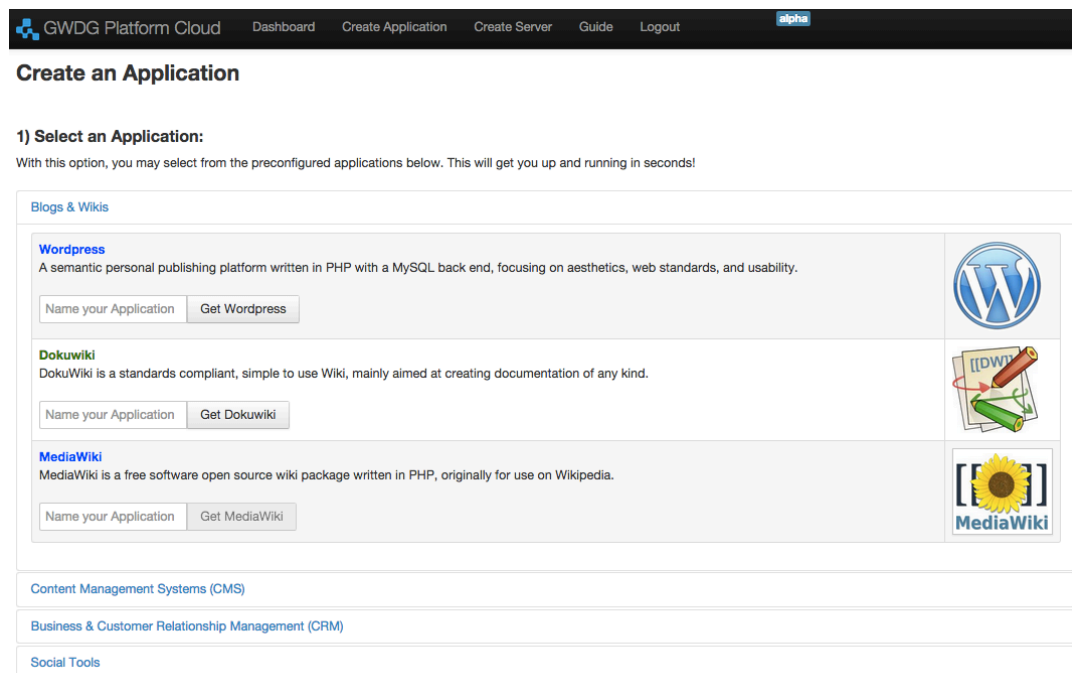 GWDG Platform Cloud Dashboard Create Application Create Server Guide Logout alpha
Create an Application
1) Select an Application:
With this option, you may select from the preconfigured applications below. This will get you up and running in seconds!
Blogs & Wikis
Wordpress
A semantic personal publishing platform written in PHP with a MySQL back end, focusing on aesthetics, web standards, and usability.
Name your Application Get Wordpress
W
Dokuwiki
DokuWiki is a standards compliant, simple to use Wiki, mainly aimed at creating documentation of any kind.
Name your Application Get Dokuwiki
[[DW]]
MediaWiki
MediaWiki is a free software open source wiki package written in PHP, originally for use on Wikipedia.
Name your Application Get MediaWiki
[[ ]]
MediaWiki
Content Management Systems (CMS)
Business & Customer Relationship Management (CRM)
Social Tools